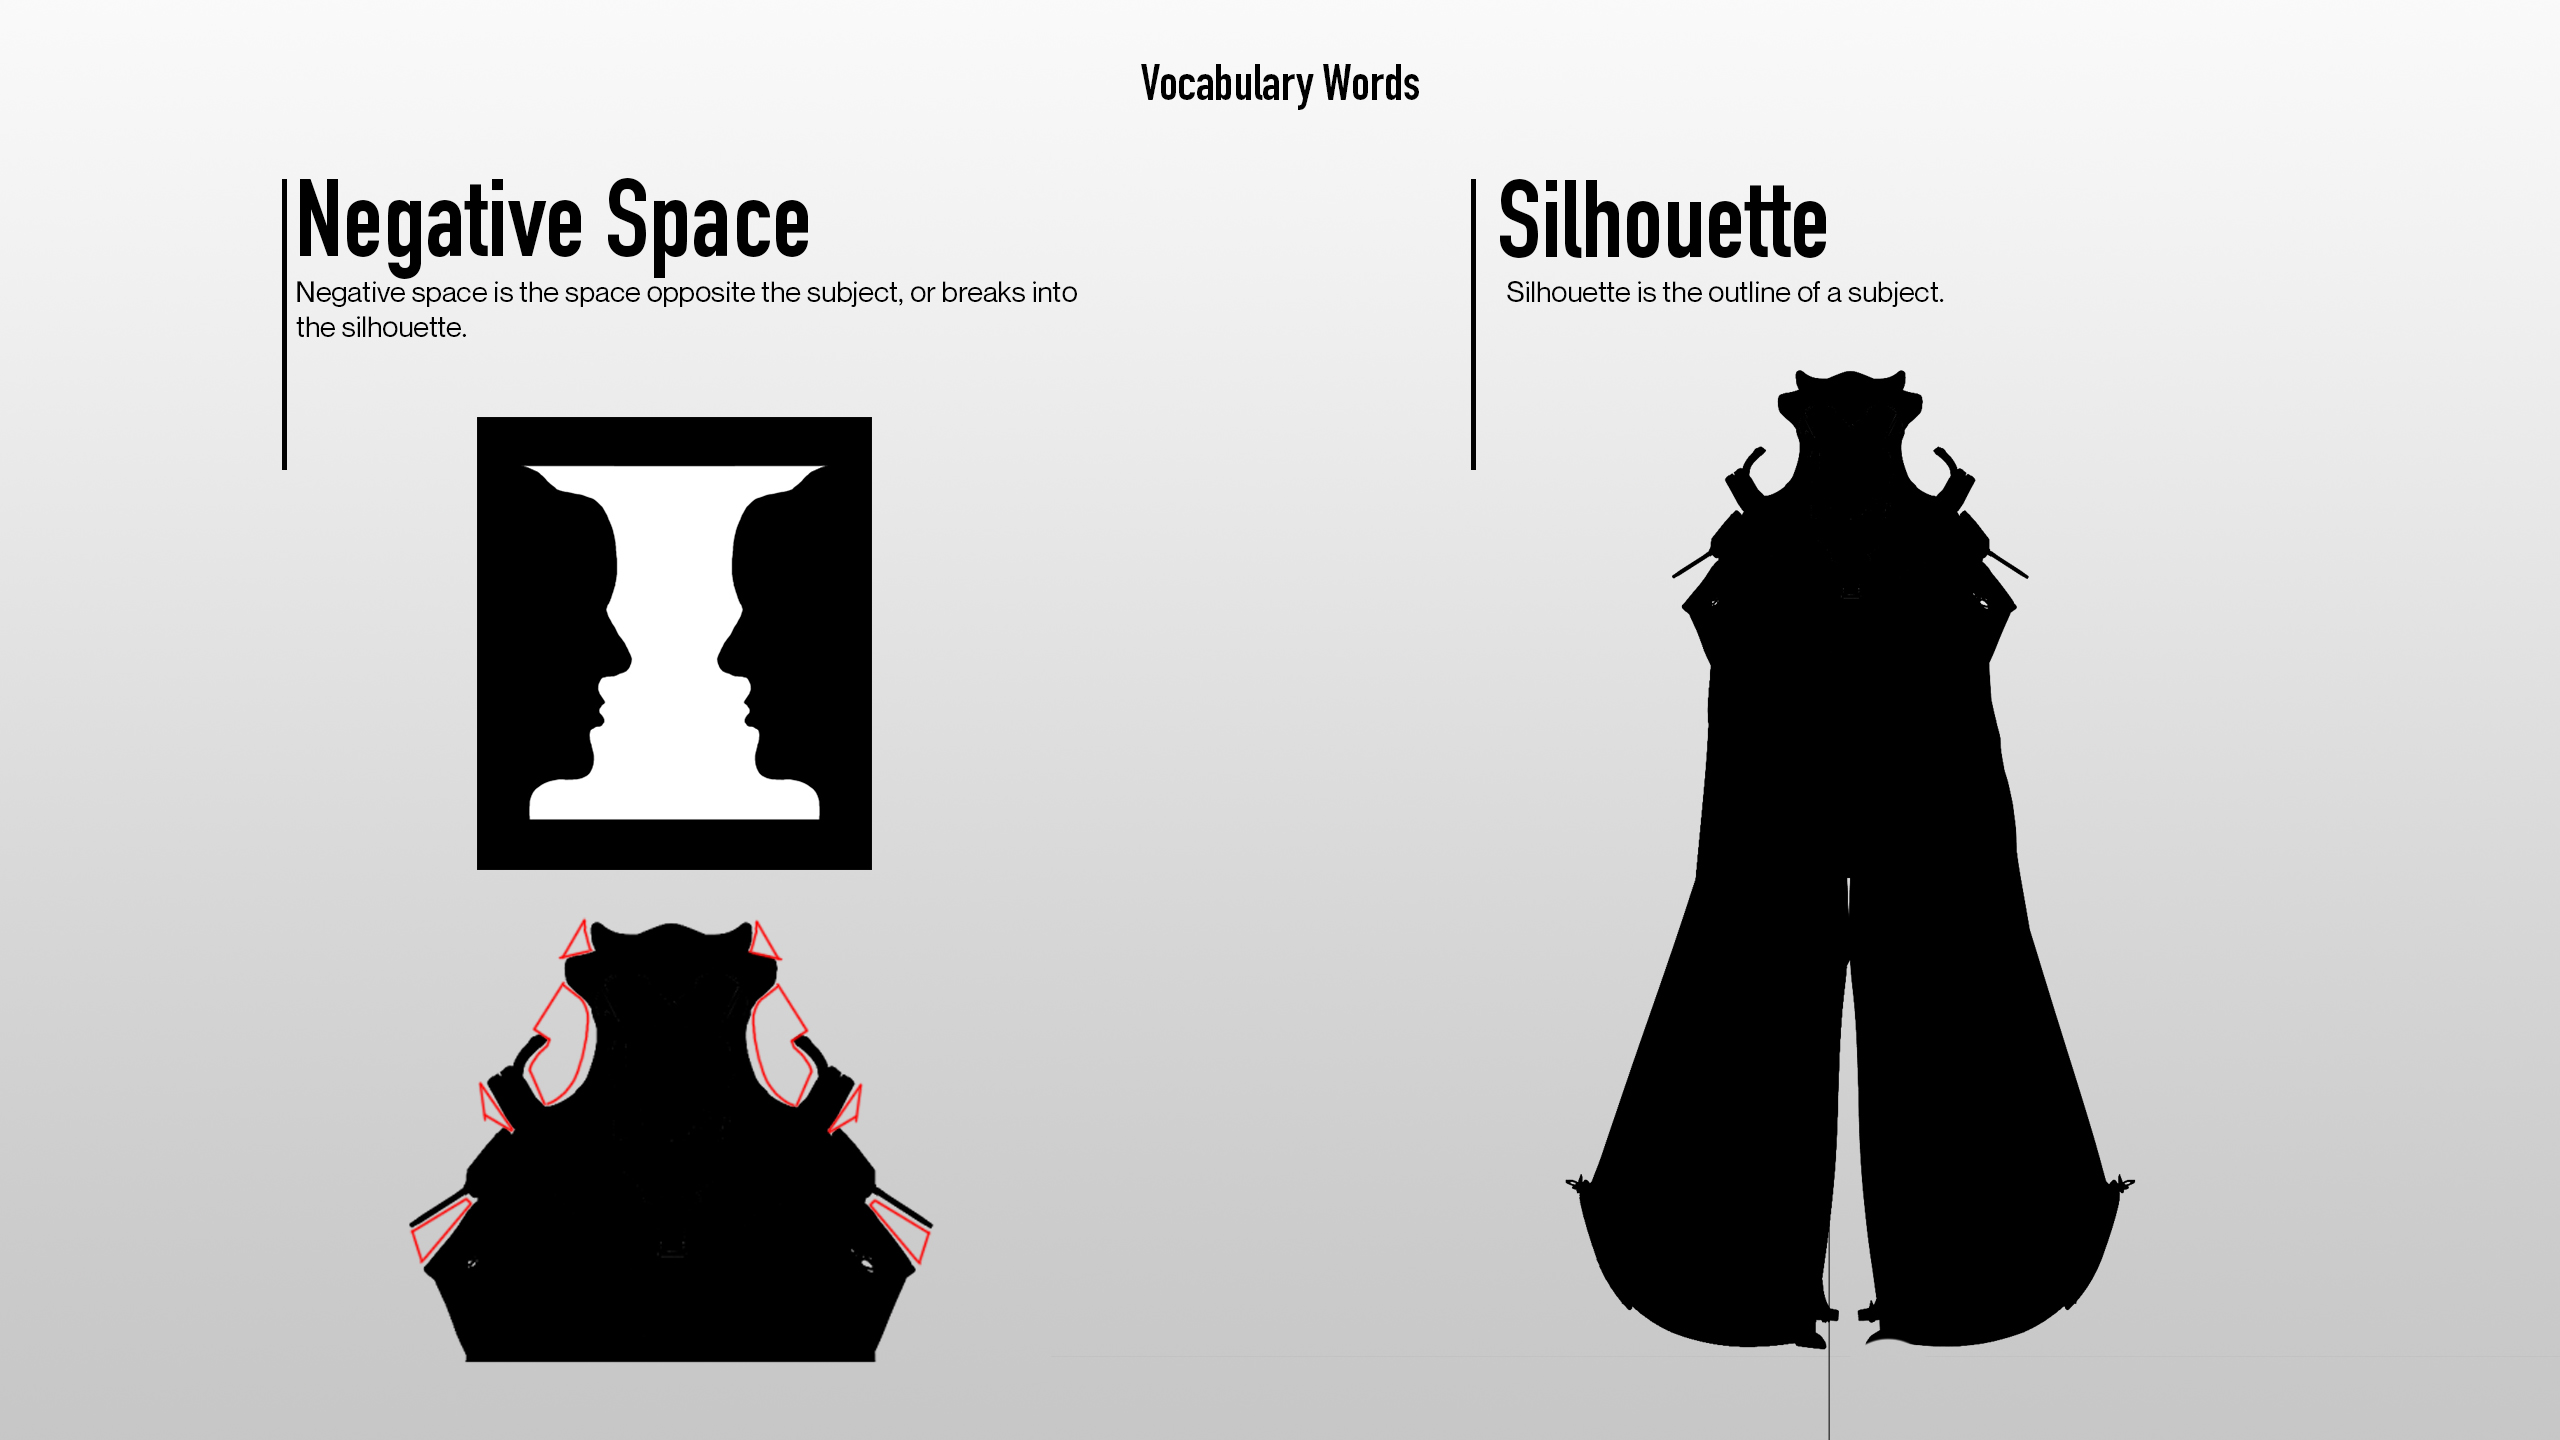 Vocabulary Words
Negative Space
Negative space is the space opposite the subject, or breaks into
the silhouette.
Silhouette
Silhouette is the outline of a subject.